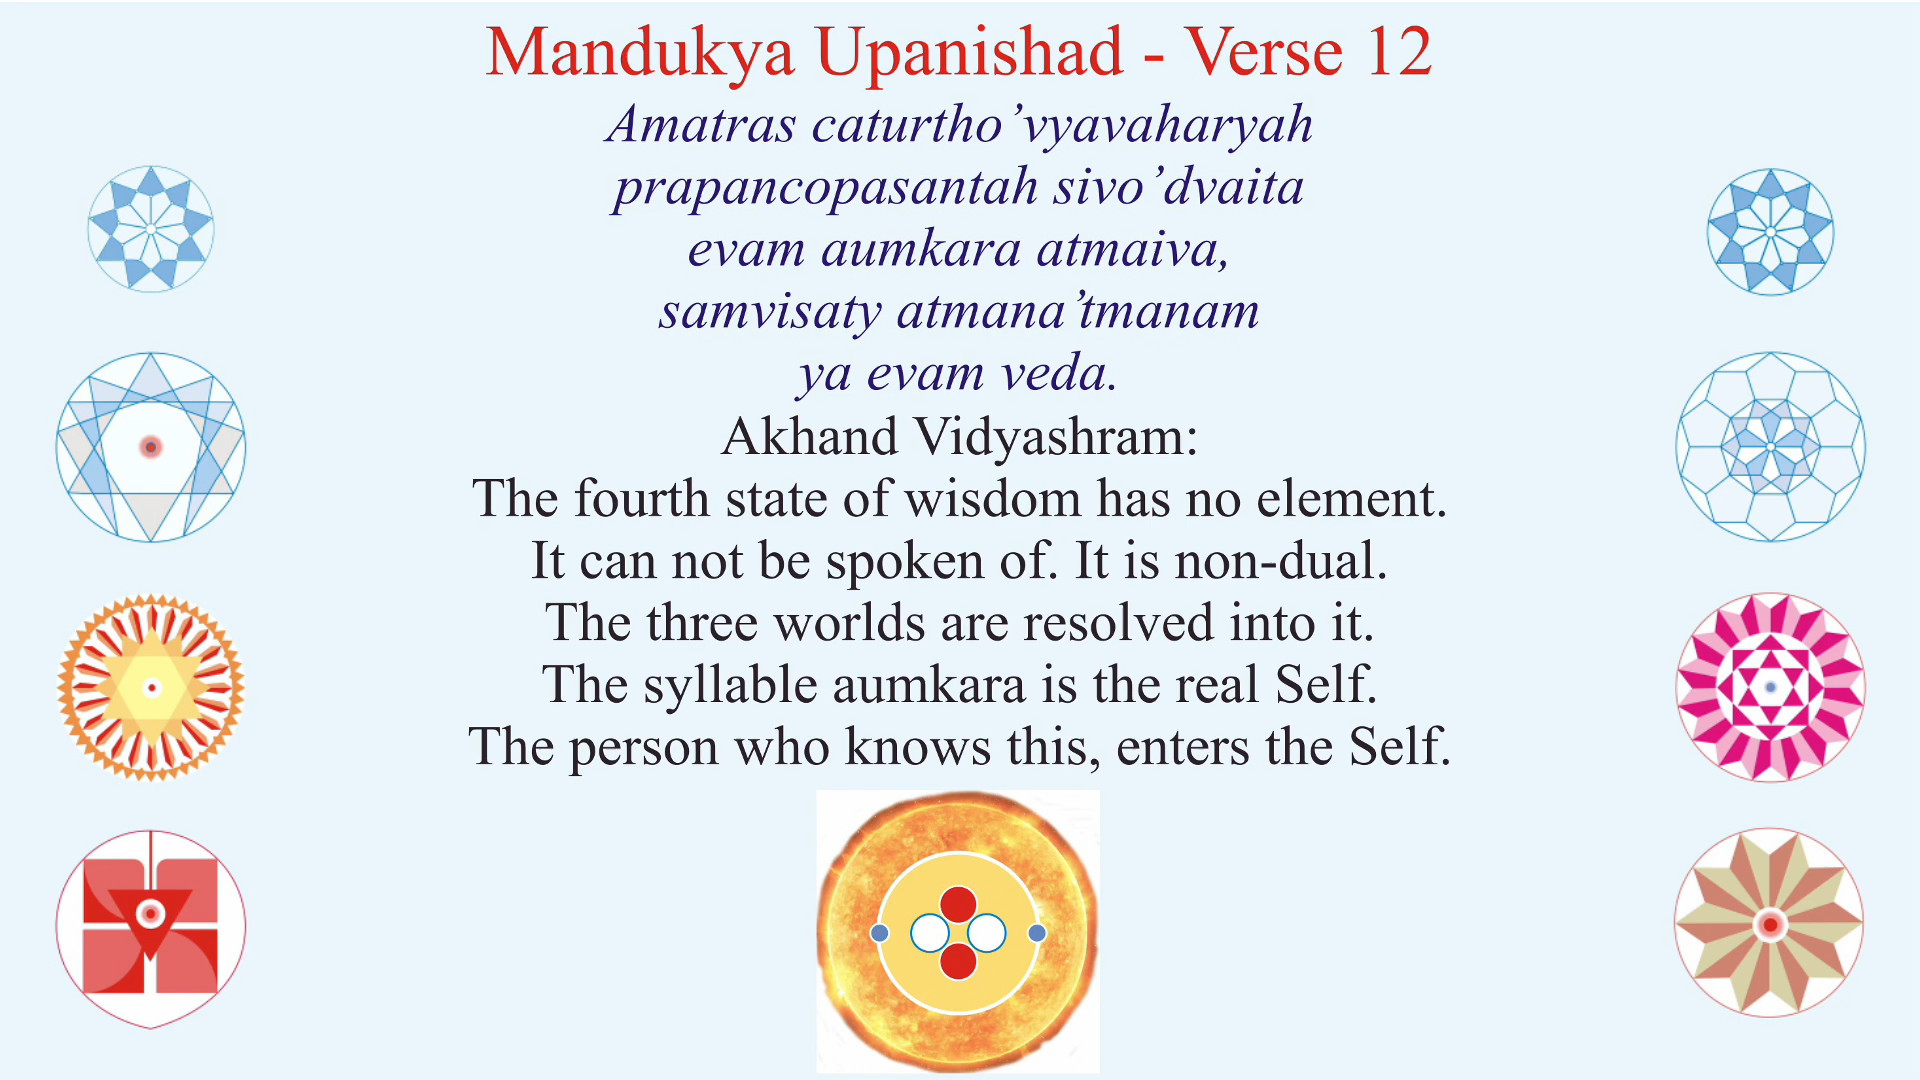 Mandukya Upanishad - Verse 12
Amatras caturtho’vyavaharyah
prapancopasantah sivo’dvaita
evam aumkara atmaiva,
samvisaty atmana’tmanam
ya evam veda.
Akhand Vidyashram:
The fourth state of wisdom has no element.
It can not be spoken of. It is non-dual.
The three worlds are resolved into it.
The syllable aumkara is the real Self.
The person who knows this, enters the Self.